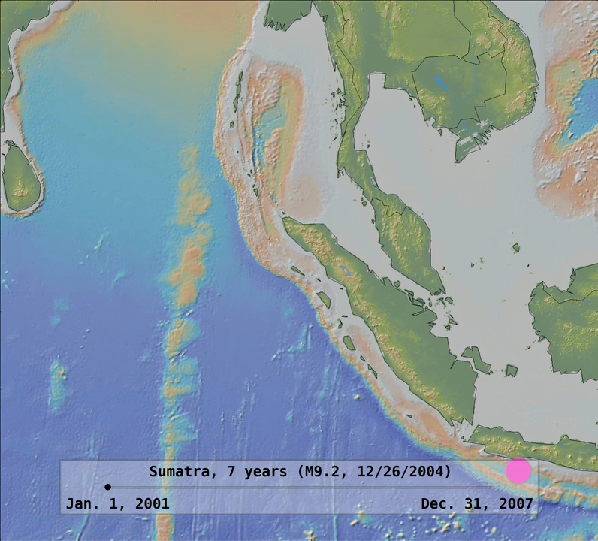 Sumatra, 7 years (M9.2, 12/26/2004)
Jan. 1, 2001 Dec. 31, 2007